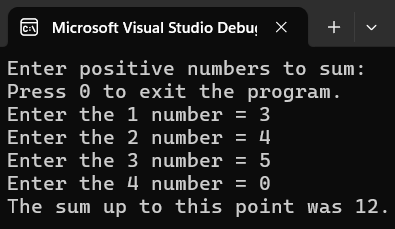 Microsoft Visual Studio Debu
Enter positive numbers to sum:
Press 0 to exit the program.
Enter the 1 number = 3
Enter the 2 number = 4
Enter the 3 number = 5
Enter the 4 number = 0
The sum up to this point was 12.